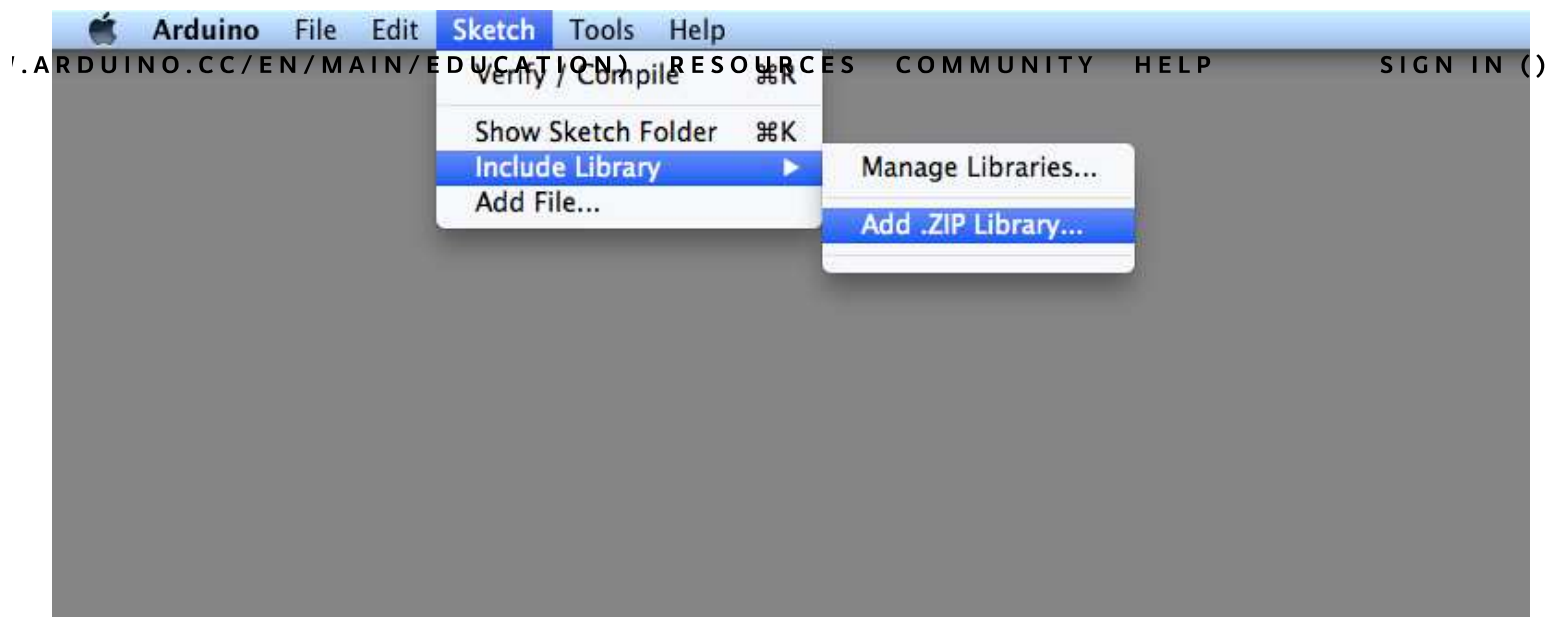 Arduino File Edit Sketch Tools Help
.ARDUINO.CC/EN/MAIN/EDUCATION) RESOURCES COMMUNITY HELP SIGN IN ()
Verify / Compile ⌘R
Show Sketch Folder ⌘K
Include Library ▶ Manage Libraries...
Add File...
Add .ZIP Library...